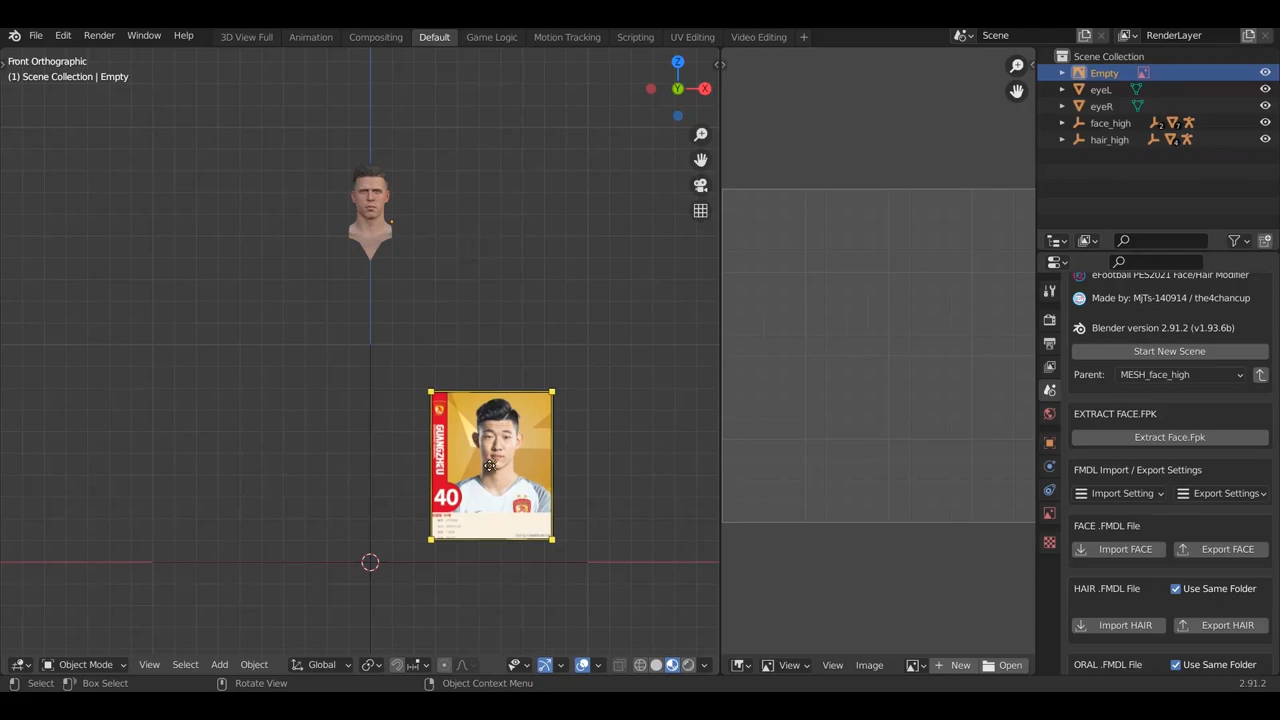 File Edit Render Window Help
3D View Full Animation Compositing Default Game Logic Motion Tracking Scripting UV Editing Video Editing +
Scene
RenderLayer
Front Orthographic
(1) Scene Collection | Empty
Z
Y
X
GUANGZHOU
40
Scene Collection
Empty
eyeL
eyeR
face_high 2 7
hair_high 4
eFootball PES2021 Face/Hair Modifier
Made by: MjTs-140914 / the4chancup
Blender version 2.91.2 (v1.93.6b)
Start New Scene
Parent: MESH_face_high
EXTRACT FACE.FPK
Extract Face.Fpk
FMDL Import / Export Settings
Import Setting
Export Settings
FACE .FMDL File
Import FACE Export FACE
HAIR .FMDL File Use Same Folder
Import HAIR Export HAIR
ORAL .FMDL File Use Same Folder
Object Mode View Select Add Object Global
View View Image New Open
Select Box Select Rotate View Object Context Menu 2.91.2